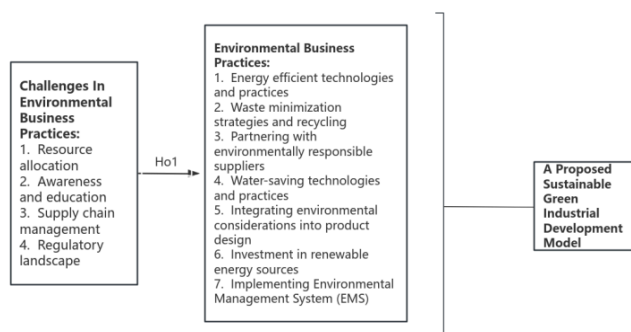 Challenges In
Environmental
Business
Practices:
1. Resource
allocation
2. Awareness
and education
3. Supply chain
management
4. Regulatory
landscape
Ho1
Environmental Business
Practices:
1. Energy efficient technologies
and practices
2. Waste minimization
strategies and recycling
3. Partnering with
environmentally responsible
suppliers
4. Water-saving technologies
and practices
5. Integrating environmental
considerations into product
design
6. Investment in renewable
energy sources
7. Implementing Environmental
Management System (EMS)
A Proposed
Sustainable
Green
Industrial
Development
Model